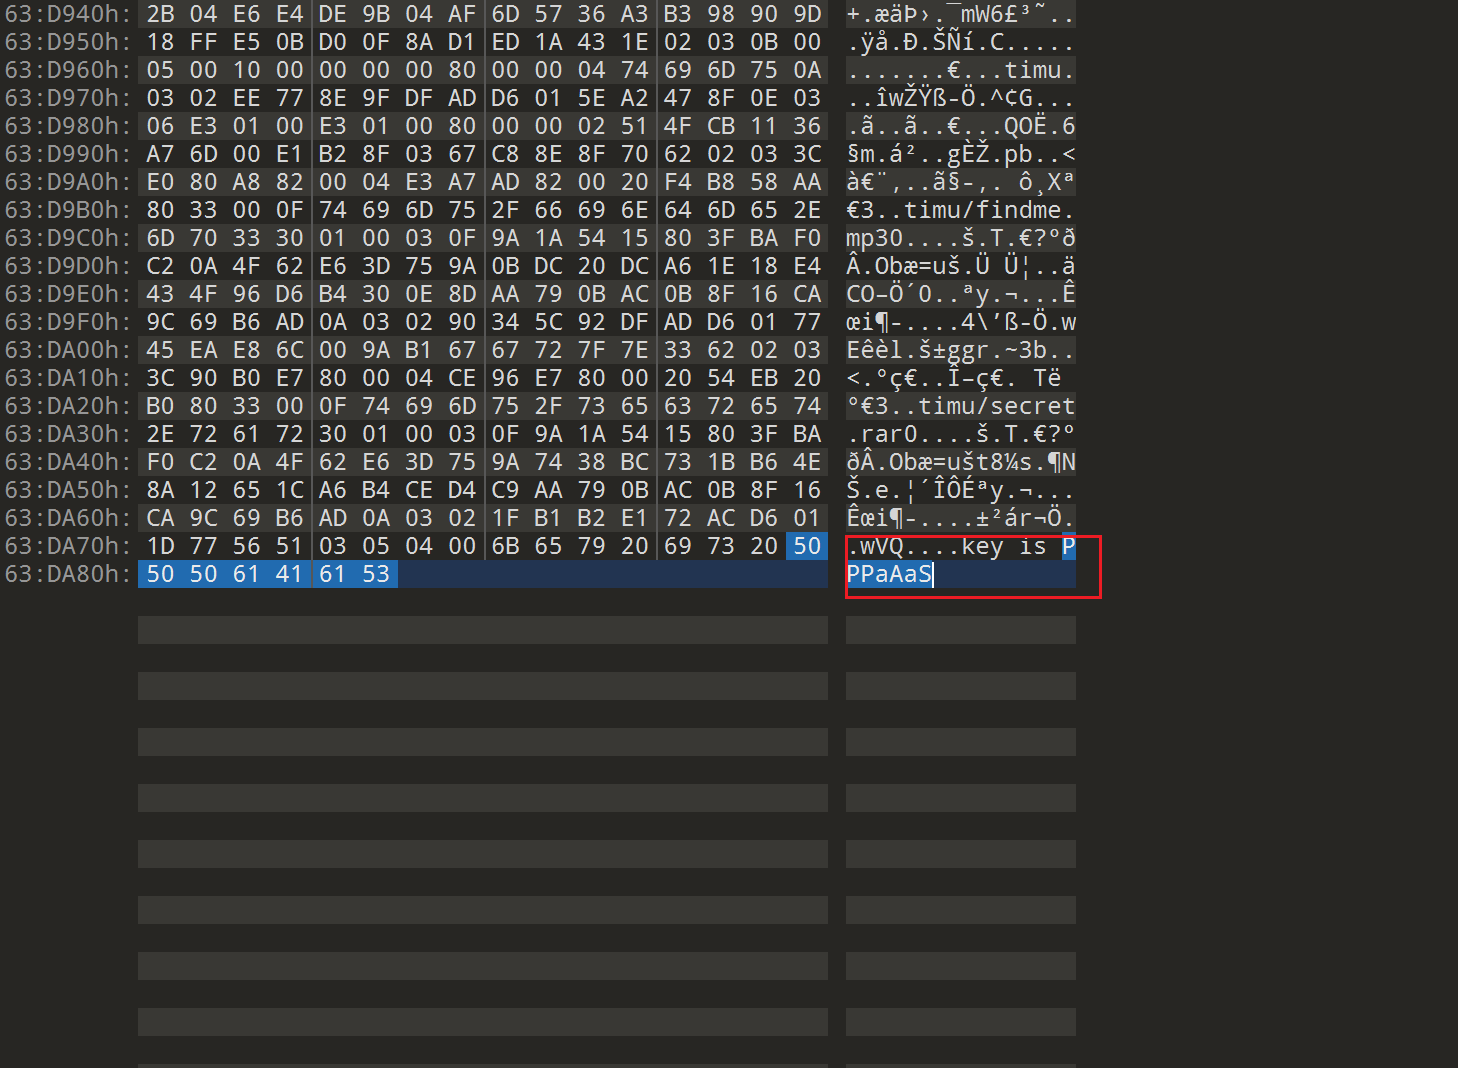 63:D940h: 2B 04 E6 E4 DE 9B 04 AF 6D 57 36 A3 B3 98 90 9D +.æäÞ›.¯mW6£³˜..
63:D950h: 18 FF E5 0B D0 0F 8A D1 ED 1A 43 1E 02 03 0B 00 .ÿå.Ð.ŠÑí.C.....
63:D960h: 05 00 10 00 00 00 00 80 00 00 04 74 69 6D 75 0A .......€...timu.
63:D970h: 03 02 EE 77 8E 9F DF AD D6 01 5E A2 47 8F 0E 03 ..îwŽŸß-Ö.^¢G...
63:D980h: 06 E3 01 00 E3 01 00 80 00 00 02 51 4F CB 11 36 .ã..ã..€...QOË.6
63:D990h: A7 6D 00 E1 B2 8F 03 67 C8 8E 8F 70 62 02 03 3C §m.á²..gÈŽ.pb..<
63:D9A0h: E0 80 A8 82 00 04 E3 A7 AD 82 00 20 F4 B8 58 AA à€¨‚..ã§-‚. ô¸Xª
63:D9B0h: 80 33 00 0F 74 69 6D 75 2F 66 69 6E 64 6D 65 2E €3..timu/findme.
63:D9C0h: 6D 70 33 30 01 00 03 0F 9A 1A 54 15 80 3F BA F0 mp30....š.T.€?ºð
63:D9D0h: C2 0A 4F 62 E6 3D 75 9A 0B DC 20 DC A6 1E 18 E4 Â.Obæ=uš.Ü Ü¦..ä
63:D9E0h: 43 4F 96 D6 B4 30 0E 8D AA 79 0B AC 0B 8F 16 CA CO–Ö´0..ªy.¬...Ê
63:D9F0h: 9C 69 B6 AD 0A 03 02 90 34 5C 92 DF AD D6 01 77 œi¶-....4\’ß-Ö.w
63:DA00h: 45 EA E8 6C 00 9A B1 67 67 72 7F 7E 33 62 02 03 Eêèl.š±ggr.~3b..
63:DA10h: 3C 90 B0 E7 80 00 04 CE 96 E7 80 00 20 54 EB 20 <.°ç€..Î–ç€. Të
63:DA20h: B0 80 33 00 0F 74 69 6D 75 2F 73 65 63 72 65 74 °€3..timu/secret
63:DA30h: 2E 72 61 72 30 01 00 03 0F 9A 1A 54 15 80 3F BA .rar0....š.T.€?º
63:DA40h: F0 C2 0A 4F 62 E6 3D 75 9A 74 38 BC 73 1B B6 4E ðÂ.Obæ=ušt8¼s.¶N
63:DA50h: 8A 12 65 1C A6 B4 CE D4 C9 AA 79 0B AC 0B 8F 16 Š.e.¦´ÎÔÉªy.¬...
63:DA60h: CA 9C 69 B6 AD 0A 03 02 1F B1 B2 E1 72 AC D6 01 Êœi¶-....±²ár¬Ö.
63:DA70h: 1D 77 56 51 03 05 04 00 6B 65 79 20 69 73 20 50 .wVQ....key is P
63:DA80h: 50 50 61 41 61 53 PPaAaS